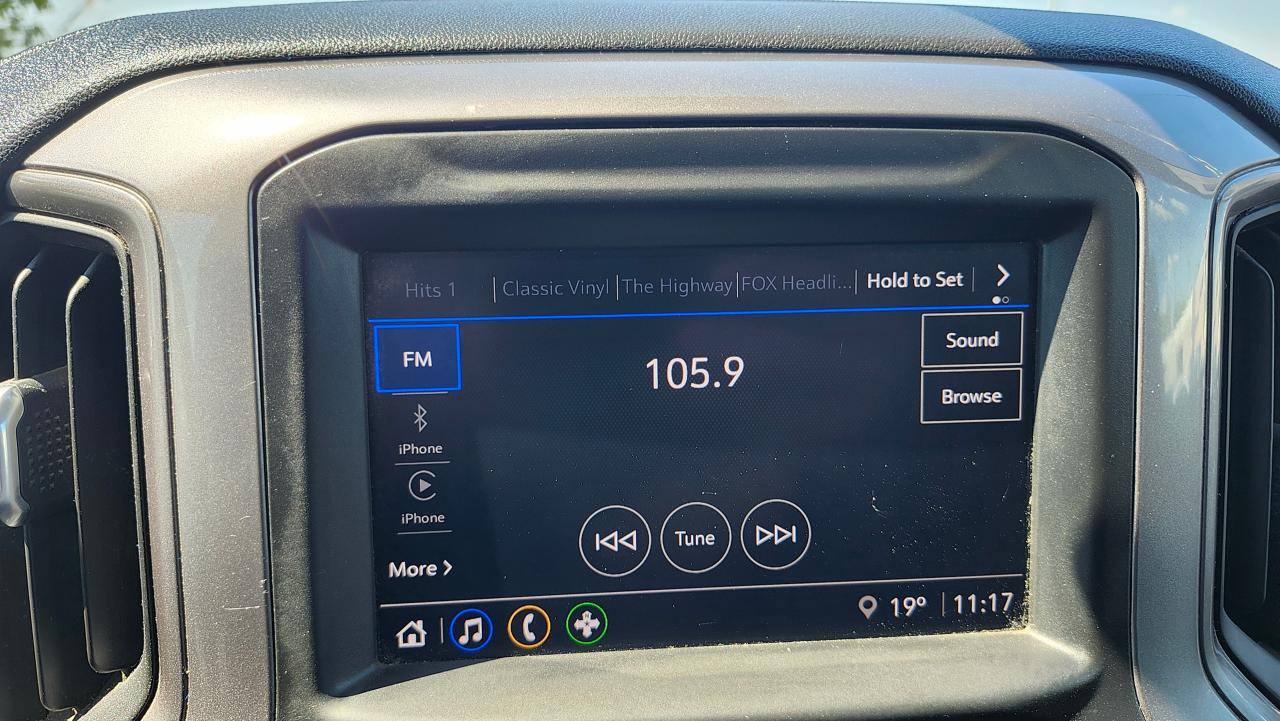 Hits 1 Classic Vinyl The Highway FOX Headli... Hold to Set
FM
105.9
Sound
Browse
iPhone
iPhone
Tune
More
19° 11:17